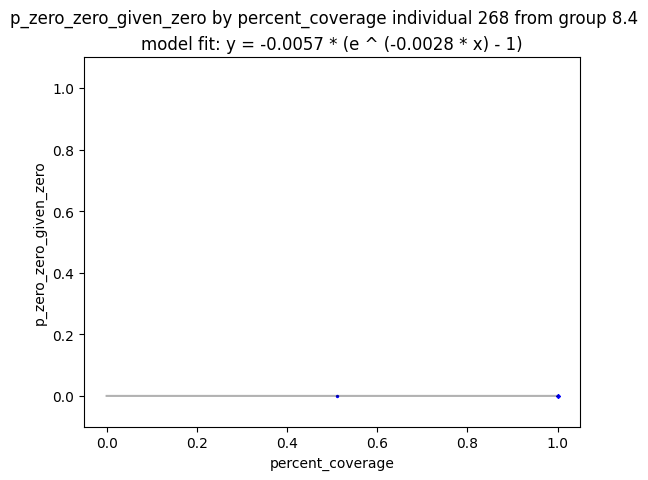 p_zero_zero_given_zero by percent_coverage individual 268 from group 8.4
model fit: y = -0.0057 * (e ^ (-0.0028 * x) - 1)
1.0
0.8
0.6
0.4
0.2
0.0
p_zero_zero_given_zero
0.0 0.2 0.4 0.6 0.8 1.0
percent_coverage